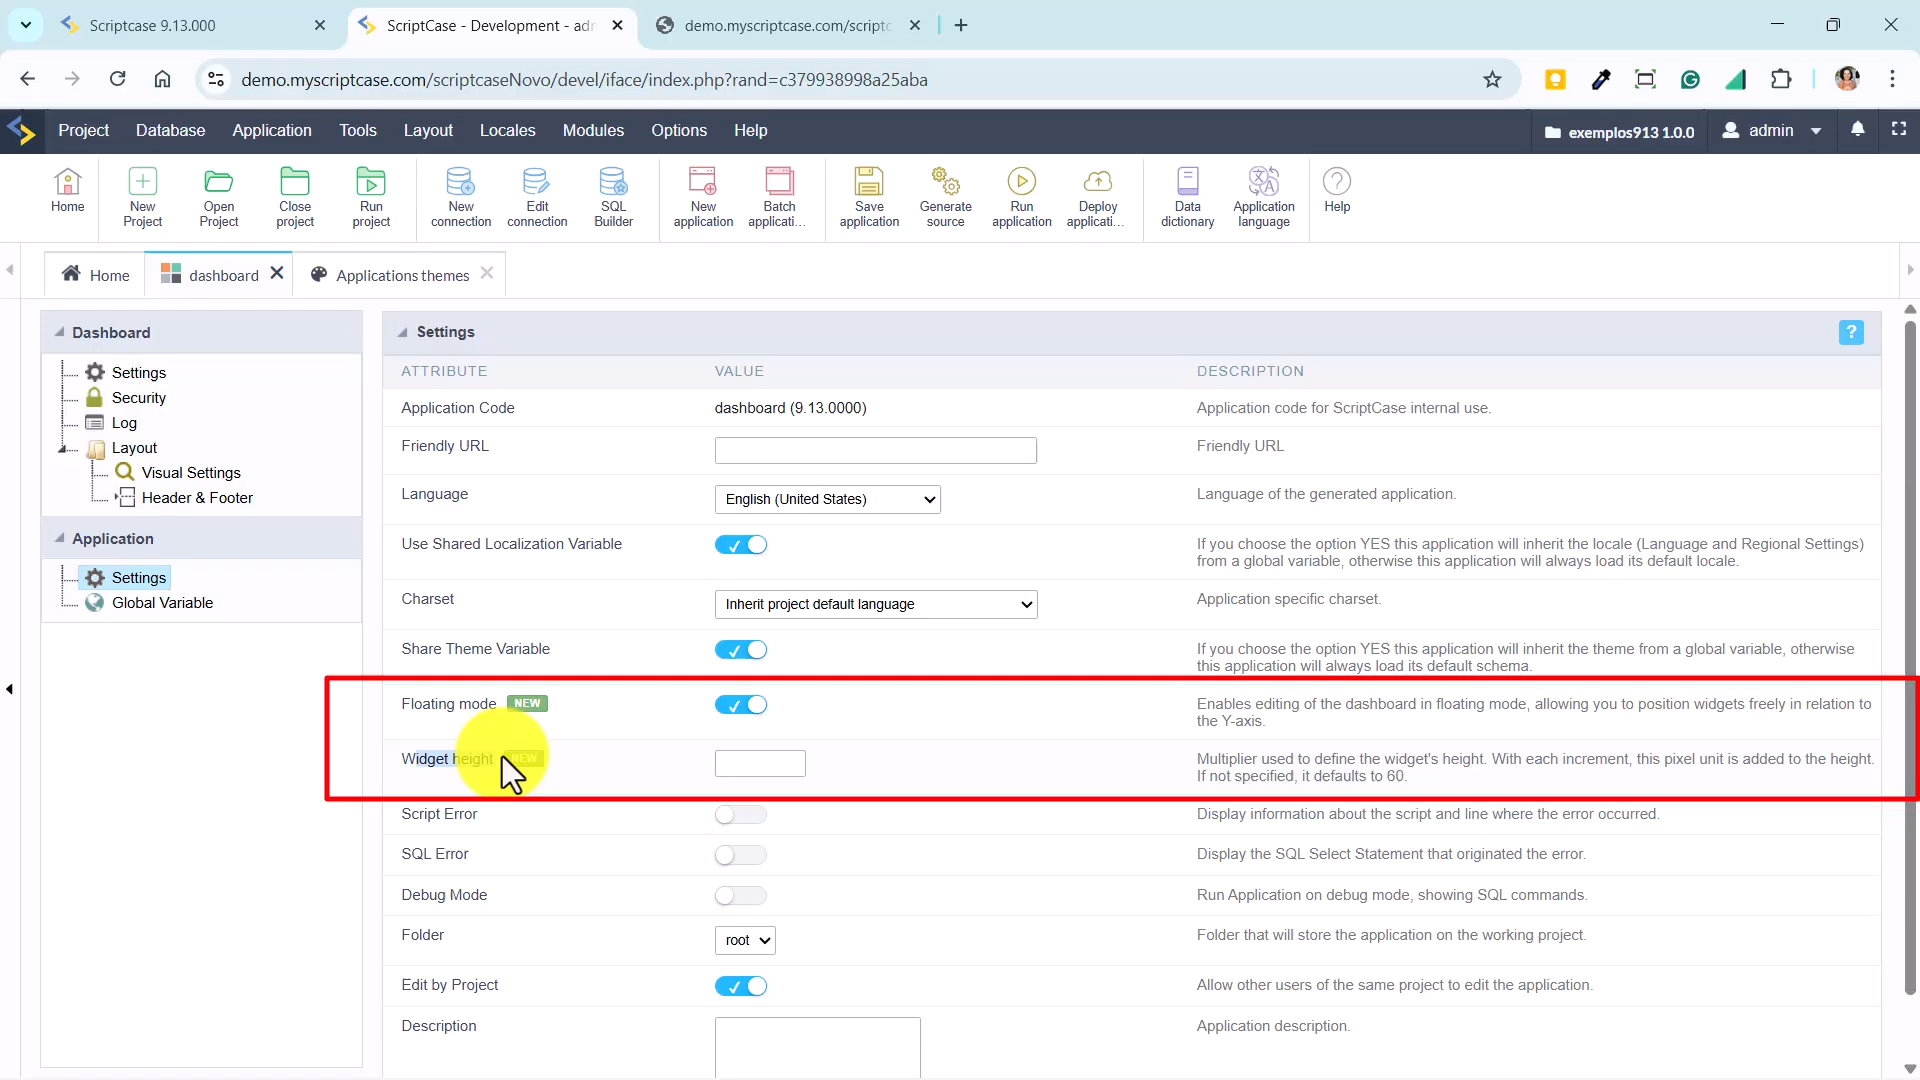 Scriptcase 9.13.000
ScriptCase - Development - adr
demo.myscriptcase.com/scriptc
demo.myscriptcase.com/scriptcaseNovo/devel/iface/index.php?rand=c379938998a25aba
Project Database Application Tools Layout Locales Modules Options Help
exemplos913 1.0.0 admin
Home
New Project
Open Project
Close project
Run project
New connection
Edit connection
SQL Builder
New application
Batch applicati...
Save application
Generate source
Run application
Deploy applicati...
Data dictionary
Application language
Help
Home dashboard Applications themes
Dashboard
Settings
Security
Log
Layout
Visual Settings
Header & Footer
Application
Settings
Global Variable
Settings ?
ATTRIBUTE VALUE DESCRIPTION
Application Code dashboard (9.13.0000) Application code for ScriptCase internal use.
Friendly URL Friendly URL
Language English (United States) Language of the generated application.
Use Shared Localization Variable If you choose the option YES this application will inherit the locale (Language and Regional Settings)
from a global variable, otherwise this application will always load its default locale.
Charset Inherit project default language Application specific charset.
Share Theme Variable If you choose the option YES this application will inherit the theme from a global variable, otherwise
this application will always load its default schema.
Floating mode NEW Enables editing of the dashboard in floating mode, allowing you to position widgets freely in relation to
the Y-axis.
Widget height NEW Multiplier used to define the widget's height. With each increment, this pixel unit is added to the height.
If not specified, it defaults to 60.
Script Error Display information about the script and line where the error occurred.
SQL Error Display the SQL Select Statement that originated the error.
Debug Mode Run Application on debug mode, showing SQL commands.
Folder root Folder that will store the application on the working project.
Edit by Project Allow other users of the same project to edit the application.
Description Application description.